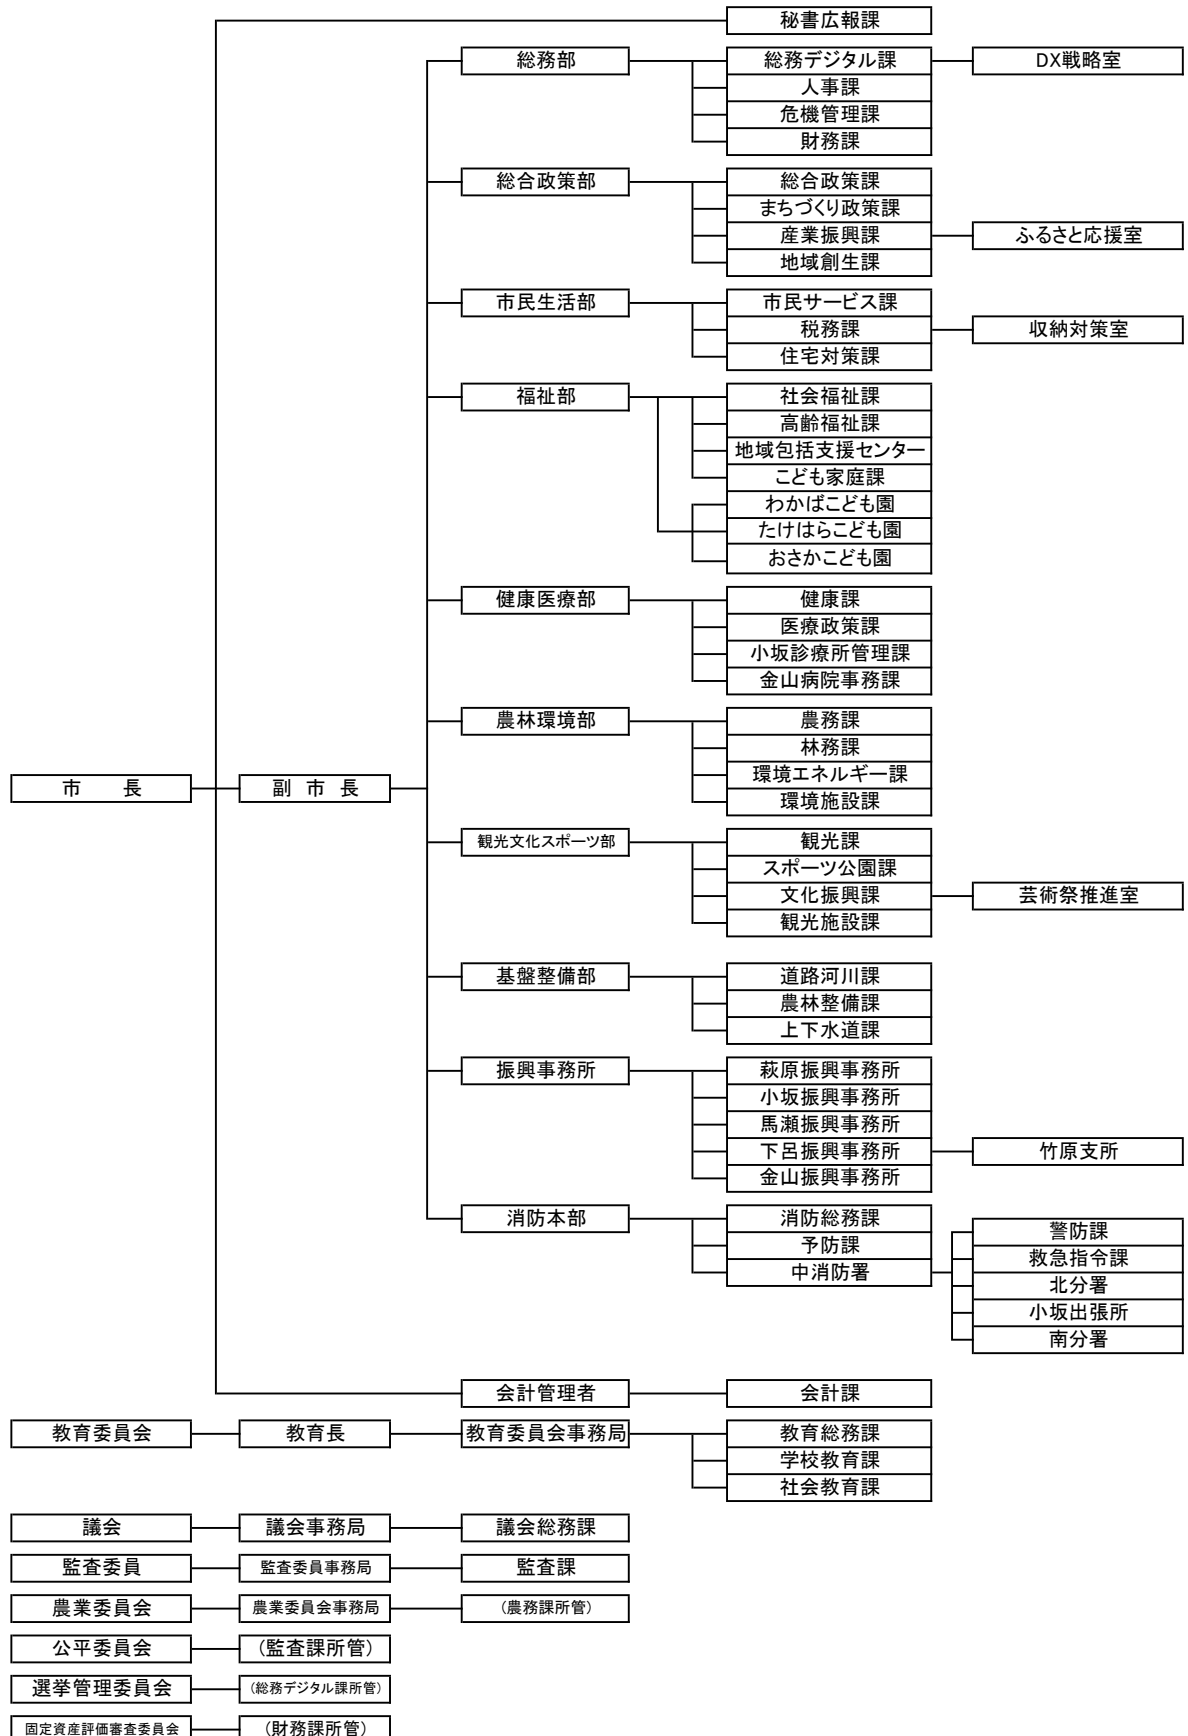 秘書広報課
総務部 総務デジタル課 DX戦略室
人事課
危機管理課
財務課
総合政策部 総合政策課
まちづくり政策課
産業振興課 ふるさと応援室
地域創生課
市民生活部 市民サービス課
税務課 収納対策室
住宅対策課
福祉部 社会福祉課
高齢福祉課
地域包括支援センター
こども家庭課
わかばこども園
たけはらこども園
おさかこども園
健康医療部 健康課
医療政策課
小坂診療所管理課
金山病院事務課
農林環境部 農務課
林務課
市 長 副 市 長 環境エネルギー課
環境施設課
観光文化スポーツ部 観光課
スポーツ公園課
文化振興課 芸術祭推進室
観光施設課
基盤整備部 道路河川課
農林整備課
上下水道課
振興事務所 萩原振興事務所
小坂振興事務所
馬瀬振興事務所
下呂振興事務所 竹原支所
金山振興事務所
消防本部 消防総務課
警防課
予防課
救急指令課
中消防署
北分署
小坂出張所
南分署
会計管理者 会計課
教育委員会 教育長 教育委員会事務局 教育総務課
学校教育課
社会教育課
議会 議会事務局 議会総務課
監査委員 監査委員事務局 監査課
農業委員会 農業委員会事務局 (農務課所管)
公平委員会 (監査課所管)
選挙管理委員会 (総務デジタル課所管)
固定資産評価審査委員会 (財務課所管)